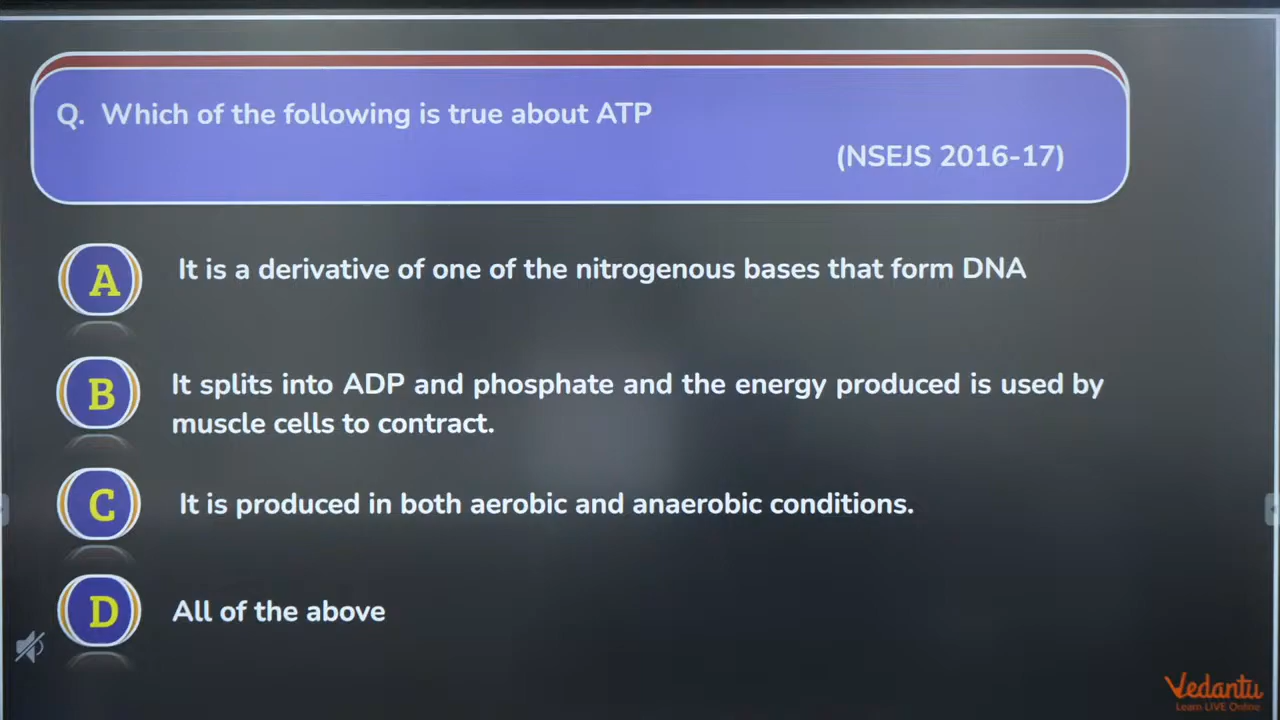 Q. Which of the following is true about ATP
(NSEJS 2016-17)
A It is a derivative of one of the nitrogenous bases that form DNA
B It splits into ADP and phosphate and the energy produced is used by
muscle cells to contract.
C It is produced in both aerobic and anaerobic conditions.
D All of the above
Vedantu
Learn LIVE Online